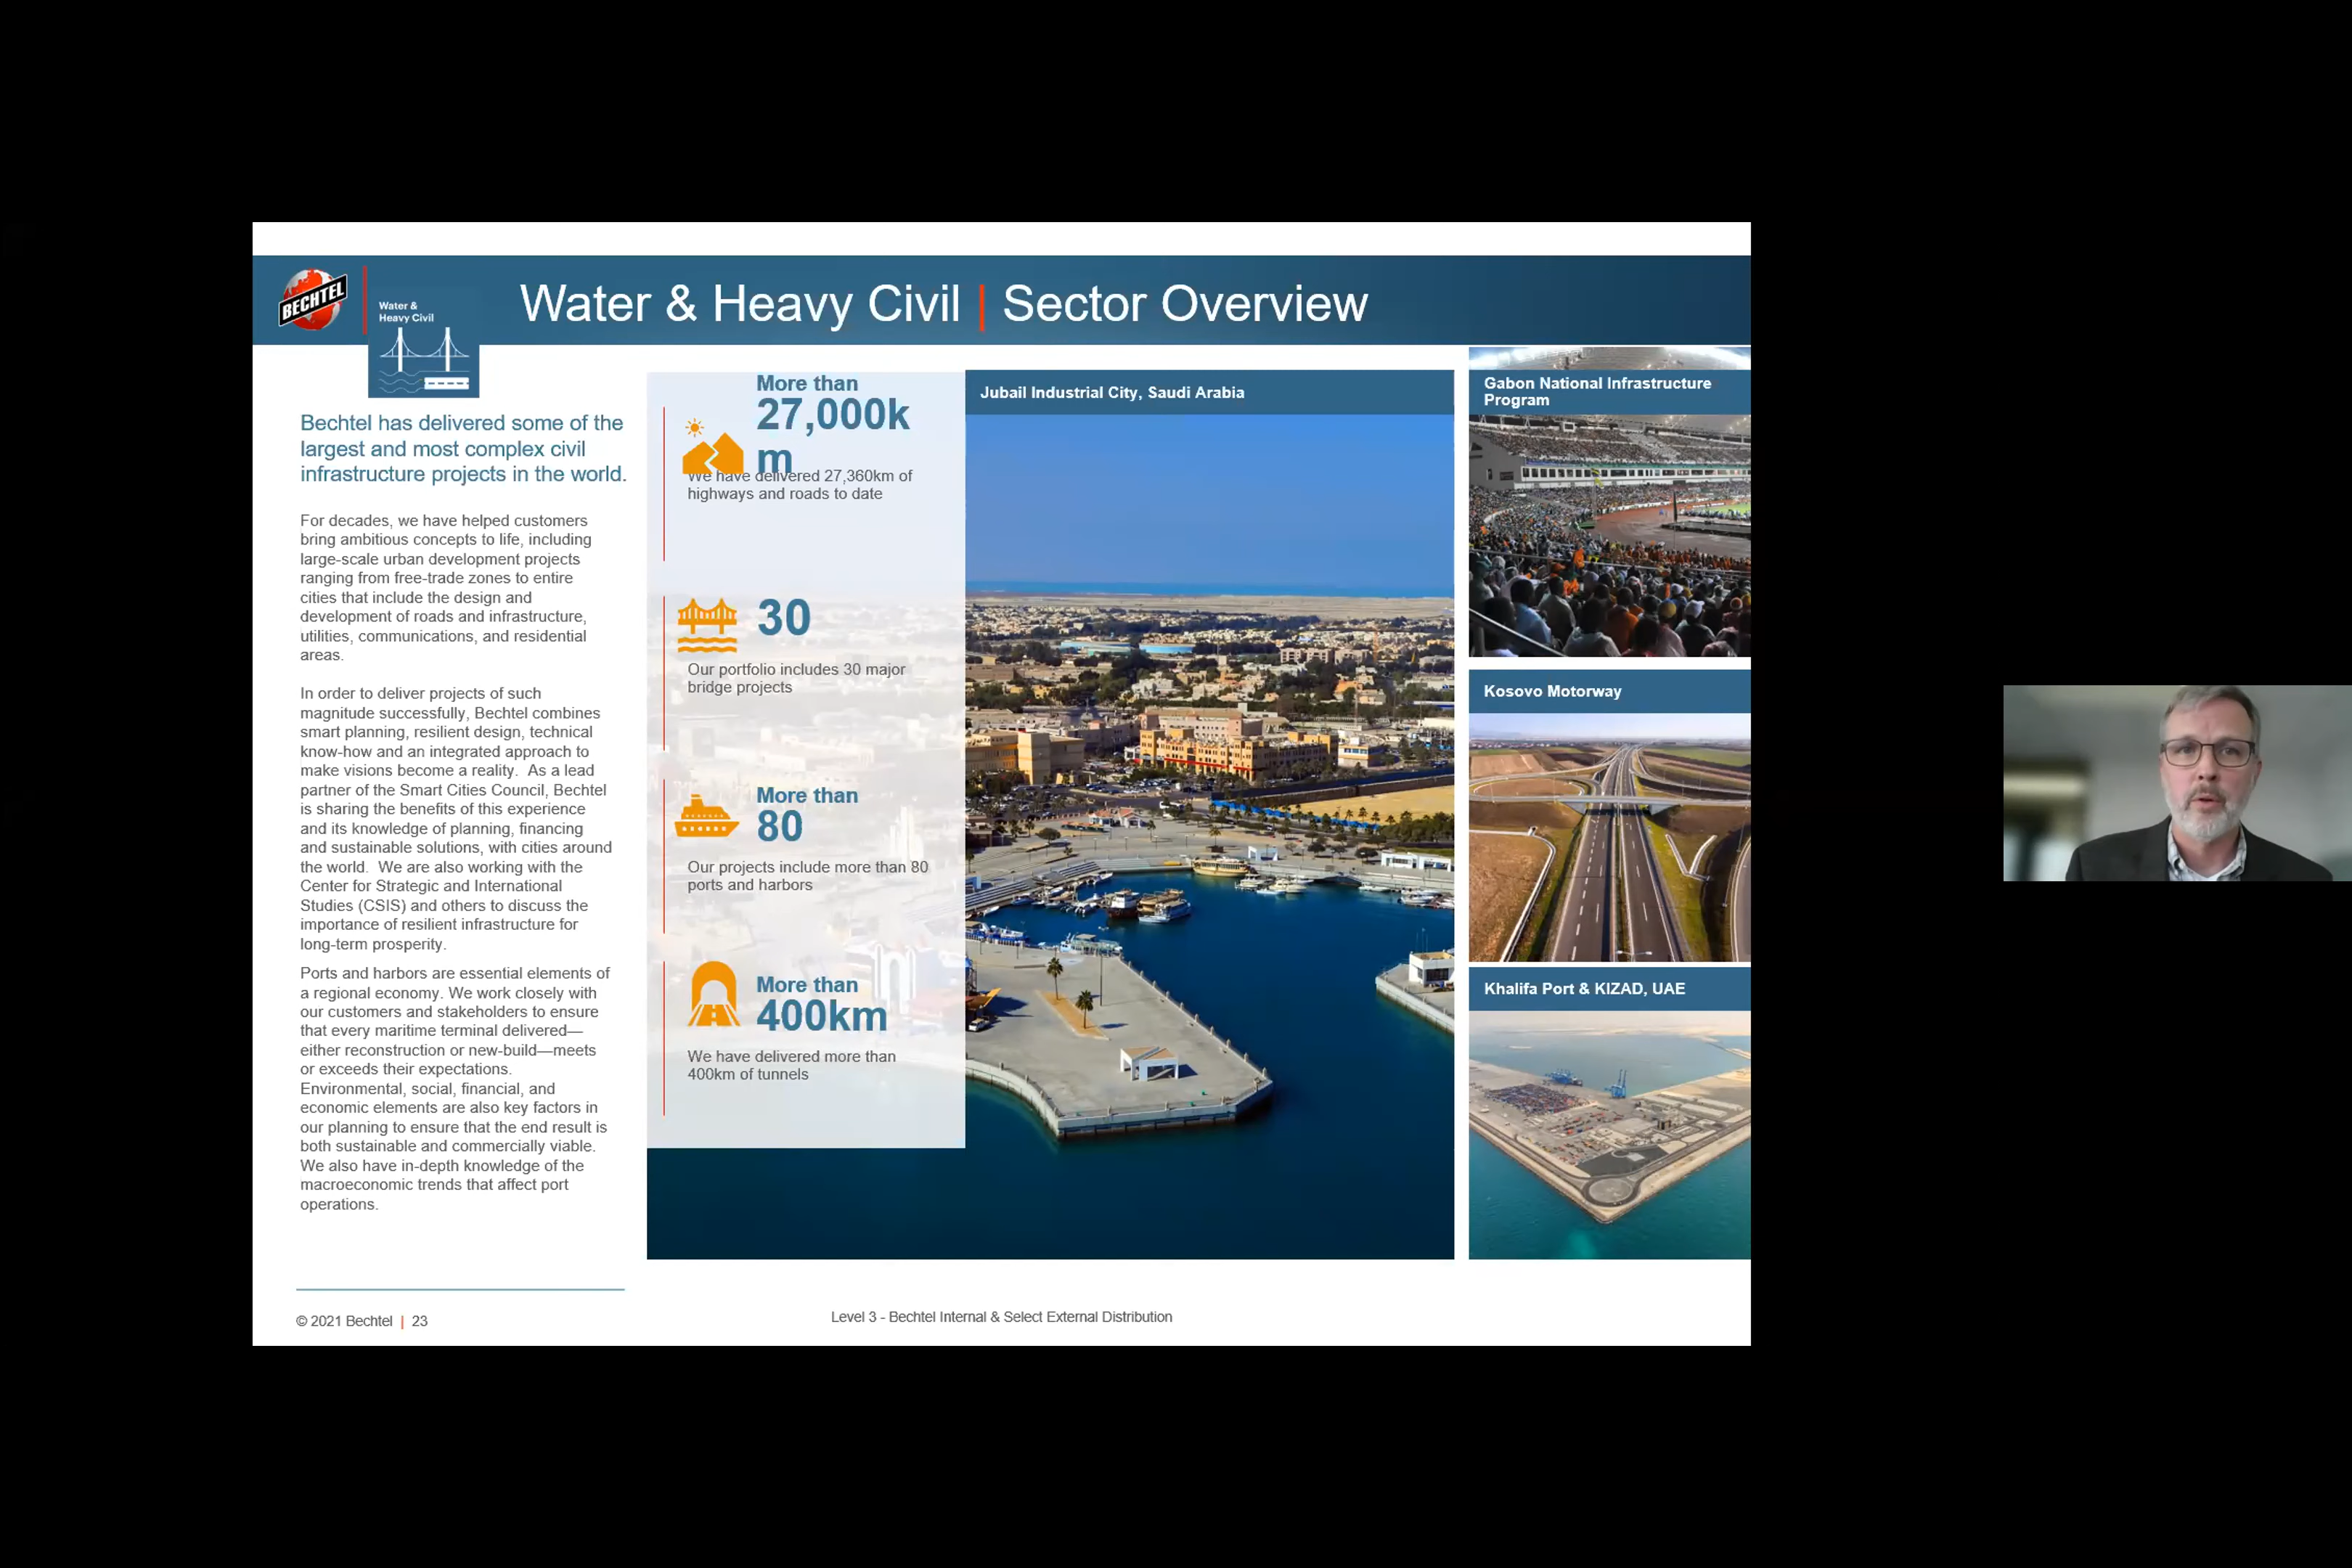 BECHTEL
Water &
Heavy Civil
Water & Heavy Civil | Sector Overview
Bechtel has delivered some of the
largest and most complex civil
infrastructure projects in the world.
For decades, we have helped customers
bring ambitious concepts to life, including
large-scale urban development projects
ranging from free-trade zones to entire
cities that include the design and
development of roads and infrastructure,
utilities, communications, and residential
areas.
In order to deliver projects of such
magnitude successfully, Bechtel combines
smart planning, resilient design, technical
know-how and an integrated approach to
make visions become a reality.  As a lead
partner of the Smart Cities Council, Bechtel
is sharing the benefits of this experience
and its knowledge of planning, financing
and sustainable solutions, with cities around
the world.  We are also working with the
Center for Strategic and International
Studies (CSIS) and others to discuss the
importance of resilient infrastructure for
long-term prosperity.
Ports and harbors are essential elements of
a regional economy. We work closely with
our customers and stakeholders to ensure
that every maritime terminal delivered—
either reconstruction or new-build—meets
or exceeds their expectations.
Environmental, social, financial, and
economic elements are also key factors in
our planning to ensure that the end result is
both sustainable and commercially viable.
We also have in-depth knowledge of the
macroeconomic trends that affect port
operations.
More than
27,000k
m
We have delivered 27,360km of
highways and roads to date
30
Our portfolio includes 30 major
bridge projects
More than
80
Our projects include more than 80
ports and harbors
More than
400km
We have delivered more than
400km of tunnels
Jubail Industrial City, Saudi Arabia
Gabon National Infrastructure
Program
Kosovo Motorway
Khalifa Port & KIZAD, UAE
© 2021 Bechtel | 23
Level 3 - Bechtel Internal & Select External Distribution